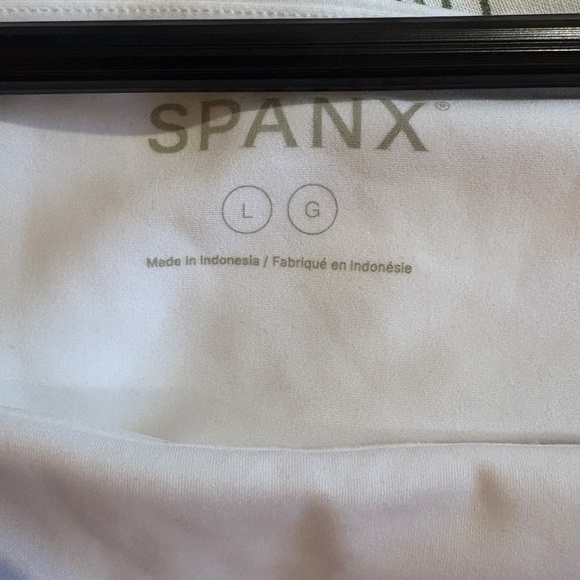 SPANX®
L G
Made in Indonesia / Fabriqué en Indonésie